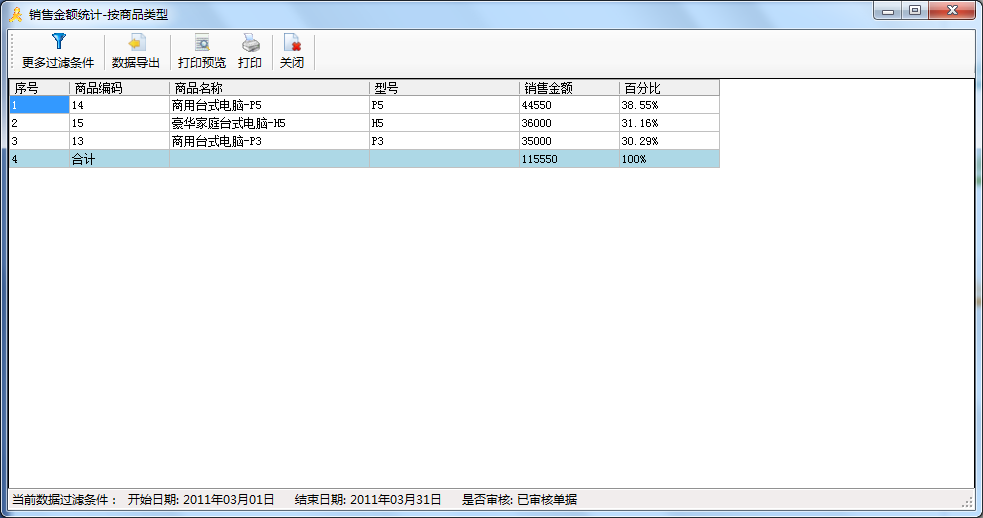 销售金额统计-按商品类型
更多过滤条件 数据导出 打印预览 打印 关闭
序号 商品编码 商品名称 型号 销售金额 百分比
1 14 商用台式电脑-P5 P5 44550 38.55%
2 15 豪华家庭台式电脑-H5 H5 36000 31.16%
3 13 商用台式电脑-P3 P3 35000 30.29%
4 合计 115550 100%
当前数据过滤条件： 开始日期: 2011年03月01日 结束日期: 2011年03月31日 是否审核: 已审核单据